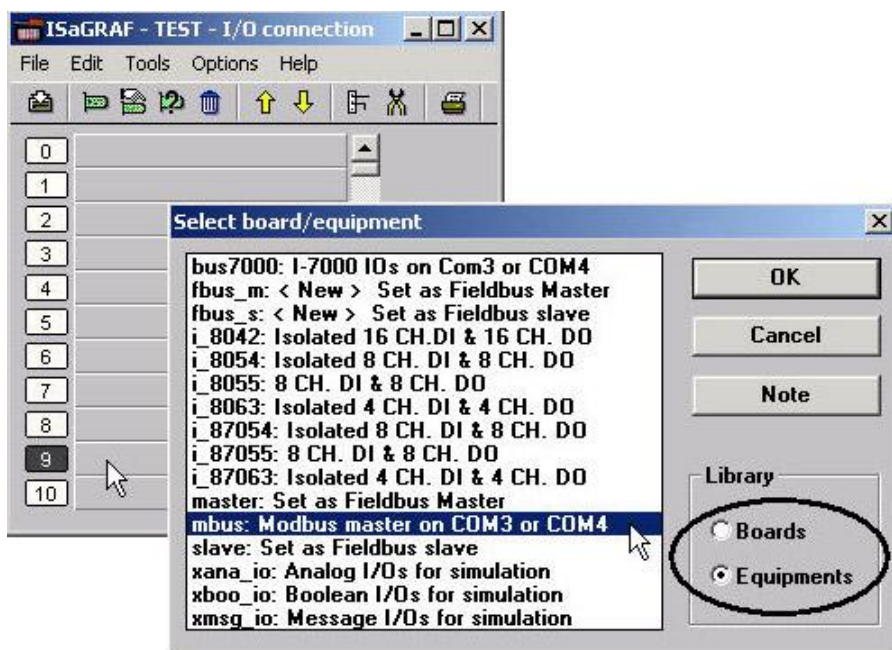 ISaGRAF - TEST - I/O connection
File Edit Tools Options Help
0
1
2
3
4
5
6
7
8
9
10
Select board/equipment
bus7000: I-7000 IOs on Com3 or COM4
fbus_m: < New > Set as Fieldbus Master
fbus_s: < New > Set as Fieldbus slave
i_8042: Isolated 16 CH.DI & 16 CH. DO
i_8054: Isolated 8 CH. DI & 8 CH. DO
i_8055: 8 CH. DI & 8 CH. DO
i_8063: Isolated 4 CH. DI & 4 CH. DO
i_87054: Isolated 8 CH. DI & 8 CH. DO
i_87055: 8 CH. DI & 8 CH. DO
i_87063: Isolated 4 CH. DI & 4 CH. DO
master: Set as Fieldbus Master
mbus: Modbus master on COM3 or COM4
slave: Set as Fieldbus slave
xana_io: Analog I/Os for simulation
xboo_io: Boolean I/Os for simulation
xmsg_io: Message I/Os for simulation
OK
Cancel
Note
Library
Boards
Equipments